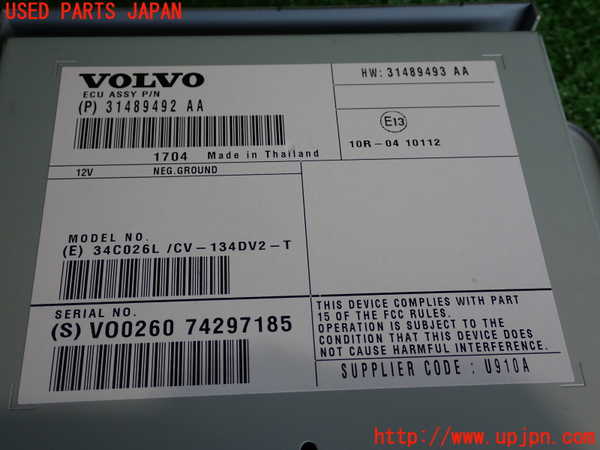 USED PARTS JAPAN
VOLVO
ECU ASSY P/N
(P) 31489492 AA
1704 Made in Thailand
HW: 31489493 AA
E13
10R-04 10112
12V NEG.GROUND
MODEL NO.
(E) 34C026L /CV-134DV2-T
SERIAL NO.
(S) VO0260 74297185
THIS DEVICE COMPLIES WITH PART
15 OF THE FCC RULES.
OPERATION IS SUBJECT TO THE
CONDITION THAT THIS DEVICE DOES
NOT CAUSE HARMFUL INTERFERENCE.
SUPPLIER CODE : U910A
http://www.upjpn.com/